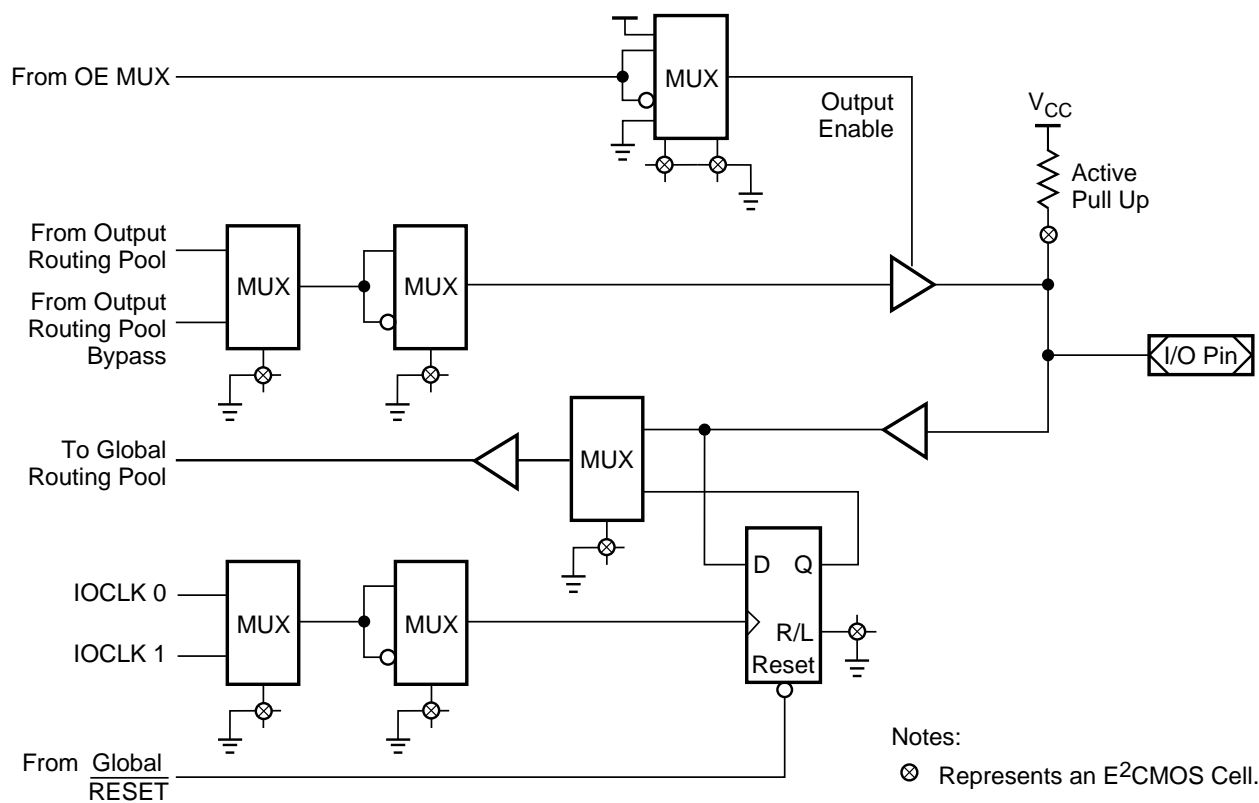 From OE MUX
MUX
Output
Enable
VCC
Active
Pull Up
From Output
Routing Pool
From Output
Routing Pool
Bypass
MUX
MUX
I/O Pin
To Global
Routing Pool
MUX
IOCLK 0
IOCLK 1
MUX
MUX
D Q
R/L
Reset
From Global
RESET
Notes:
⊗ Represents an E²CMOS Cell.